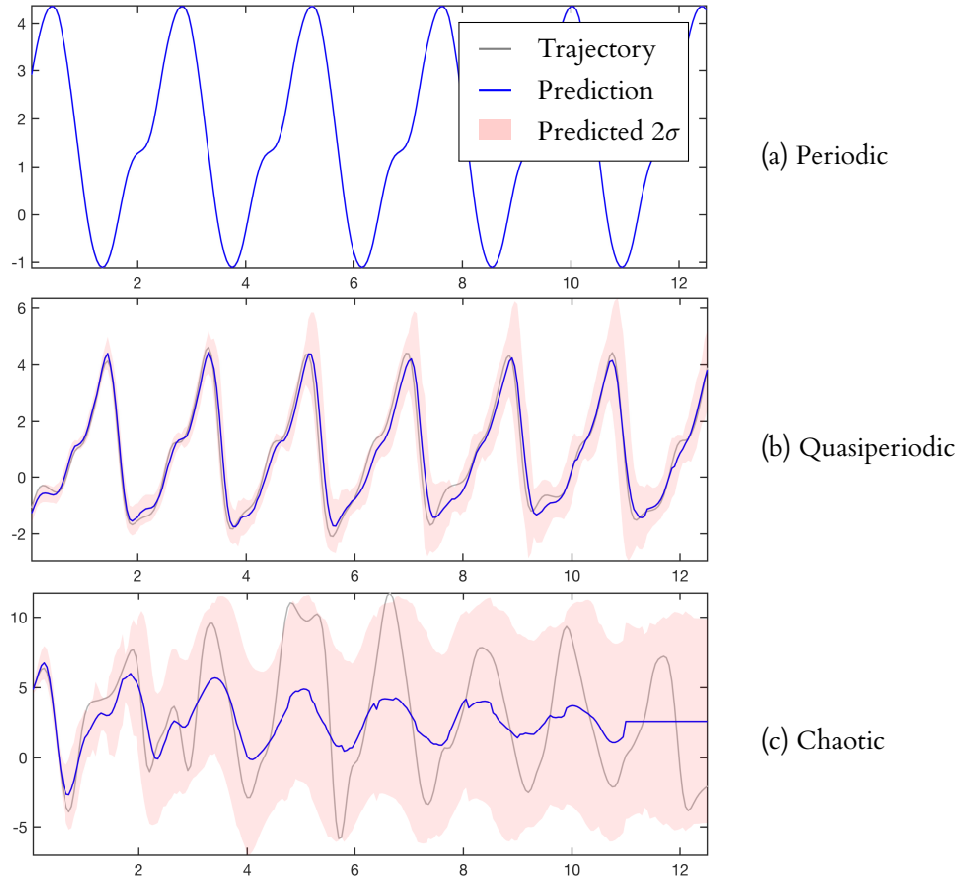 4
3
2
1
0
-1
2 4 6 8 10 12
Trajectory
Prediction
Predicted 2σ
(a) Periodic
6
4
2
0
-2
2 4 6 8 10 12
(b) Quasiperiodic
10
5
0
-5
2 4 6 8 10 12
(c) Chaotic